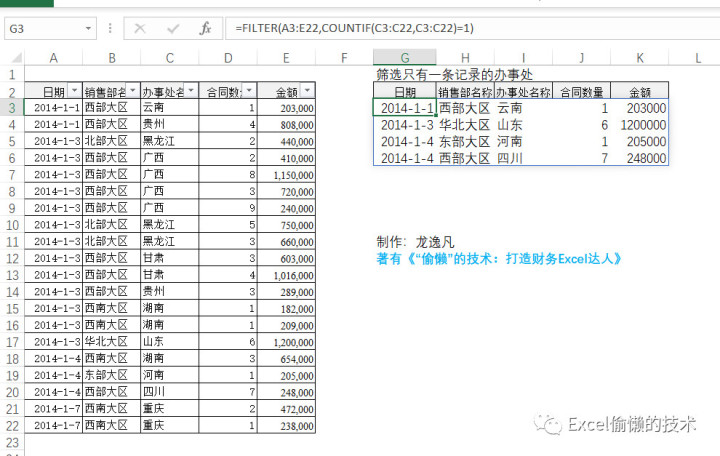 G3 =FILTER(A3:E22,COUNTIF(C3:C22,C3:C22)=1)
A B C D E F G H I J K L
1 筛选只有一条记录的办事处
2 日期 销售部名 办事处名 合同数 金额 日期 销售部名称 办事处名称 合同数量 金额
3 2014-1-1 西部大区 云南 1 203,000 2014-1-1 西部大区 云南 1 203000
4 2014-1-1 西部大区 贵州 4 808,000 2014-1-3 华北大区 山东 6 1200000
5 2014-1-3 北部大区 黑龙江 2 440,000 2014-1-4 东部大区 河南 1 205000
6 2014-1-3 西部大区 广西 2 410,000 2014-1-4 西部大区 四川 7 248000
7 2014-1-3 西部大区 广西 8 1,150,000
8 2014-1-3 西部大区 广西 3 720,000
9 2014-1-3 西部大区 广西 9 240,000
10 2014-1-3 北部大区 黑龙江 5 750,000
11 2014-1-3 北部大区 黑龙江 3 660,000 制作：龙逸凡
12 2014-1-3 西部大区 甘肃 3 603,000 著有《“偷懒”的技术：打造财务Excel达人》
13 2014-1-3 西部大区 甘肃 4 1,016,000
14 2014-1-3 西部大区 贵州 3 289,000
15 2014-1-3 西南大区 湖南 1 182,000
16 2014-1-3 西南大区 湖南 1 209,000
17 2014-1-3 华北大区 山东 6 1,200,000
18 2014-1-4 西南大区 湖南 3 654,000
19 2014-1-4 东部大区 河南 1 205,000
20 2014-1-4 西部大区 四川 7 248,000
21 2014-1-7 西南大区 重庆 2 472,000
22 2014-1-7 西南大区 重庆 1 238,000
23
Excel偷懒的技术